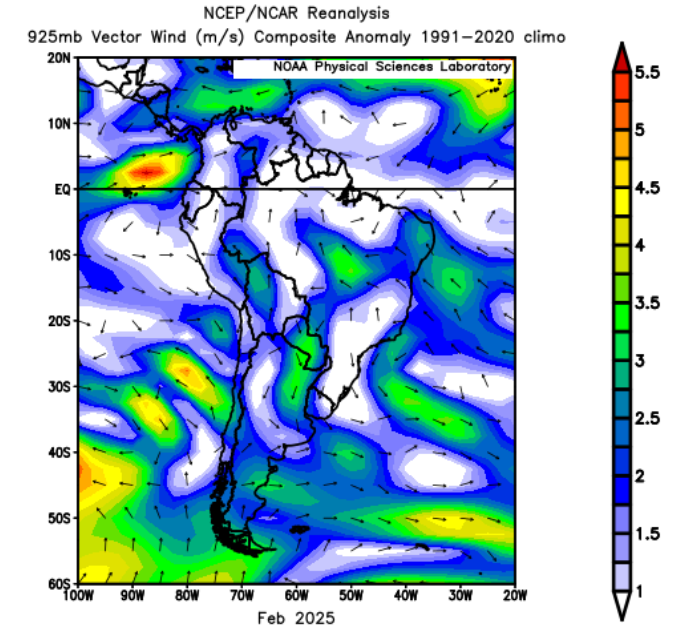 NCEP/NCAR Reanalysis
925mb Vector Wind (m/s) Composite Anomaly 1991−2020 climo
NOAA Physical Sciences Laboratory
20N
10N
EQ
10S
20S
30S
40S
50S
60S
100W 90W 80W 70W 60W 50W 40W 30W 20W
Feb 2025
5.5
5
4.5
4
3.5
3
2.5
2
1.5
1